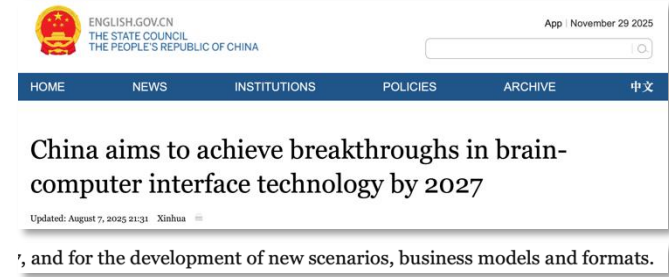 ENGLISH.GOV.CN
THE STATE COUNCIL
THE PEOPLE'S REPUBLIC OF CHINA
App | November 29 2025
HOME NEWS INSTITUTIONS POLICIES ARCHIVE 中文
China aims to achieve breakthroughs in brain-
computer interface technology by 2027
Updated: August 7, 2025 21:31 Xinhua
, and for the development of new scenarios, business models and formats.